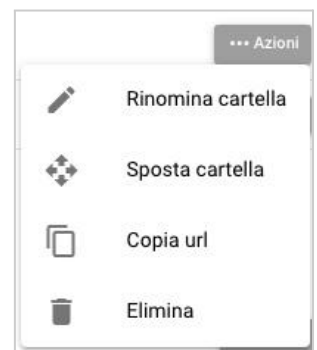 ••• Azioni
Rinomina cartella
Sposta cartella
Copia url
Elimina